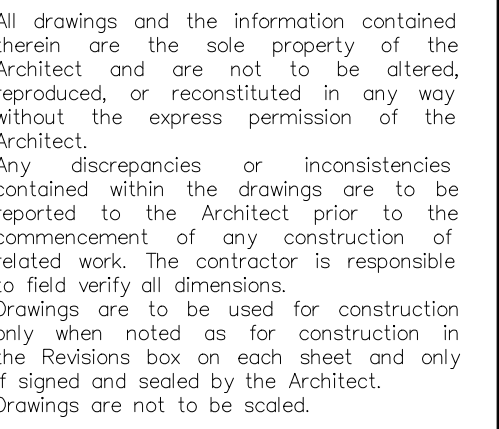 All drawings and the information contained
therein are the sole property of the
Architect and are not to be altered,
reproduced, or reconstituted in any way
without the express permission of the
Architect.
Any discrepancies or inconsistencies
contained within the drawings are to be
reported to the Architect prior to the
commencement of any construction of
related work. The contractor is responsible
to field verify all dimensions.
Drawings are to be used for construction
only when noted as for construction in
the Revisions box on each sheet and only
if signed and sealed by the Architect.
Drawings are not to be scaled.